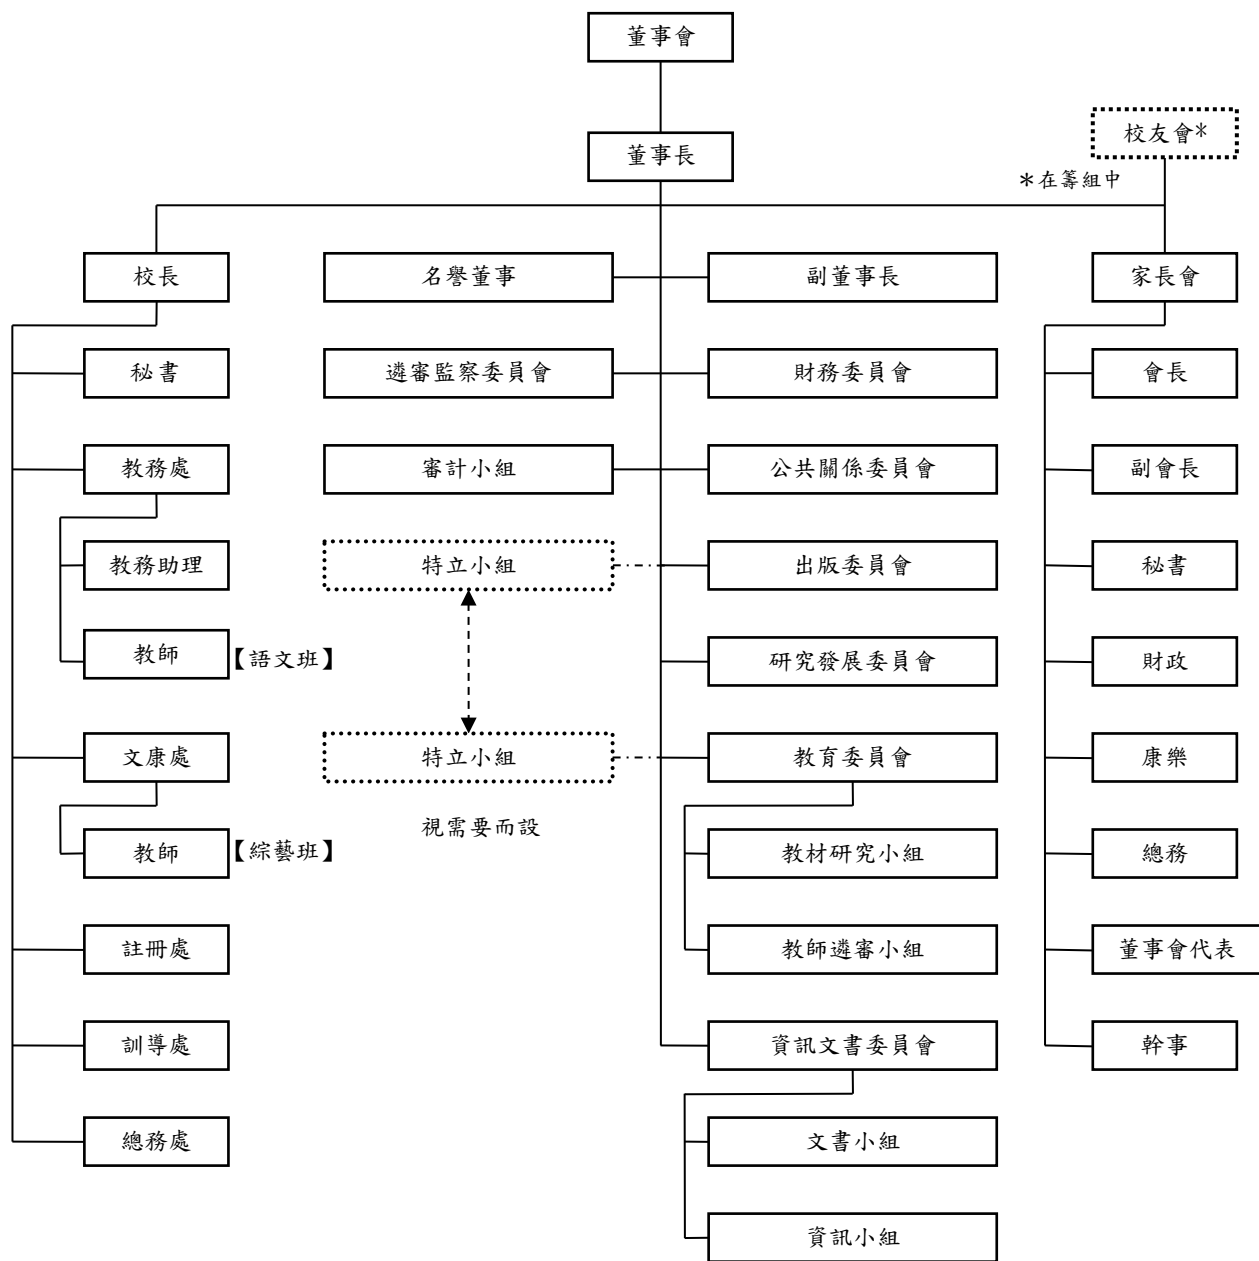 董事會
董事長
校友會*
*在籌組中
校長
名譽董事
副董事長
家長會
秘書
遴審監察委員會
財務委員會
會長
教務處
審計小組
公共關係委員會
副會長
教務助理
特立小組
出版委員會
秘書
教師
【語文班】
研究發展委員會
財政
文康處
特立小組
教育委員會
康樂
視需要而設
教師
【綜藝班】
教材研究小組
總務
註冊處
教師遴審小組
董事會代表
訓導處
資訊文書委員會
幹事
總務處
文書小組
資訊小組